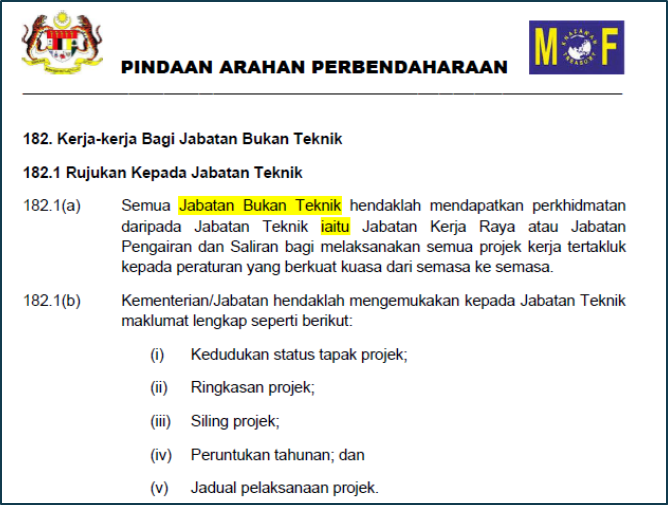 M F
KHAZANAH
TREASURY
PINDAAN ARAHAN PERBENDAHARAAN
182. Kerja-kerja Bagi Jabatan Bukan Teknik
182.1 Rujukan Kepada Jabatan Teknik
182.1(a) Semua Jabatan Bukan Teknik hendaklah mendapatkan perkhidmatan
daripada Jabatan Teknik iaitu Jabatan Kerja Raya atau Jabatan
Pengairan dan Saliran bagi melaksanakan semua projek kerja tertakluk
kepada peraturan yang berkuat kuasa dari semasa ke semasa.
182.1(b) Kementerian/Jabatan hendaklah mengemukakan kepada Jabatan Teknik
maklumat lengkap seperti berikut:
(i) Kedudukan status tapak projek;
(ii) Ringkasan projek;
(iii) Siling projek;
(iv) Peruntukan tahunan; dan
(v) Jadual pelaksanaan projek.